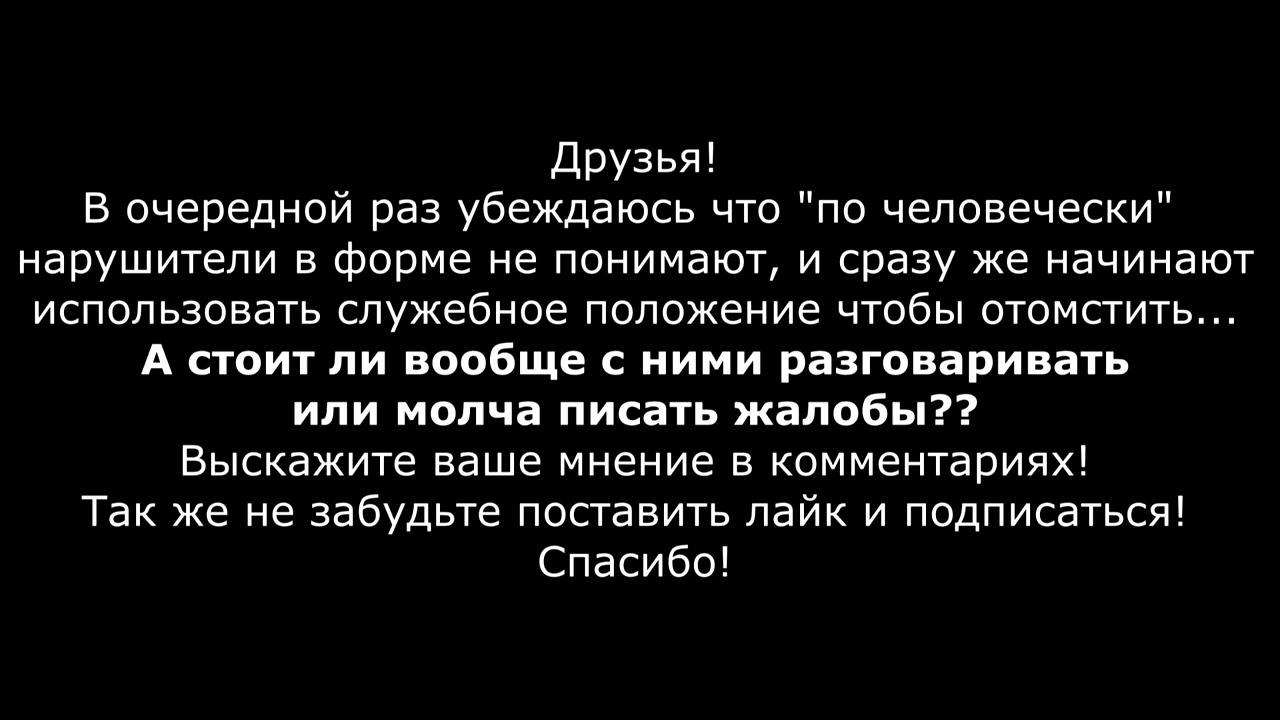 Друзья!
В очередной раз убеждаюсь что "по человечески"
нарушители в форме не понимают, и сразу же начинают
использовать служебное положение чтобы отомстить...
А стоит ли вообще с ними разговаривать
или молча писать жалобы??
Выскажите ваше мнение в комментариях!
Так же не забудьте поставить лайк и подписаться!
Спасибо!